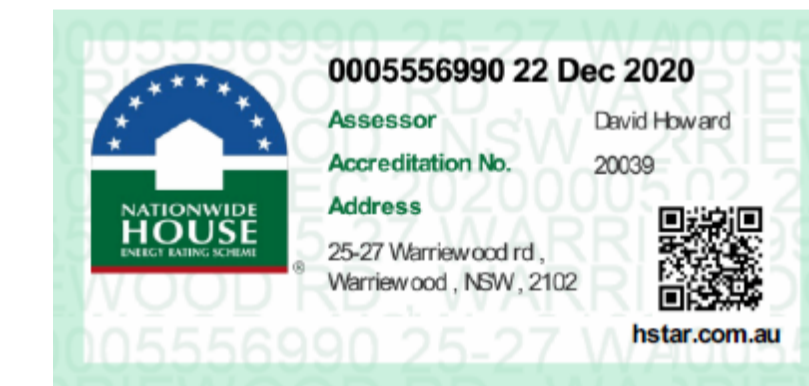 0005556990 22 Dec 2020
Assessor David Howard
Accreditation No. 20039
Address
25-27 Warriewood rd ,
Warriewood , NSW , 2102
hstar.com.au
NATIONWIDE
HOUSE
ENERGY RATING SCHEME
®